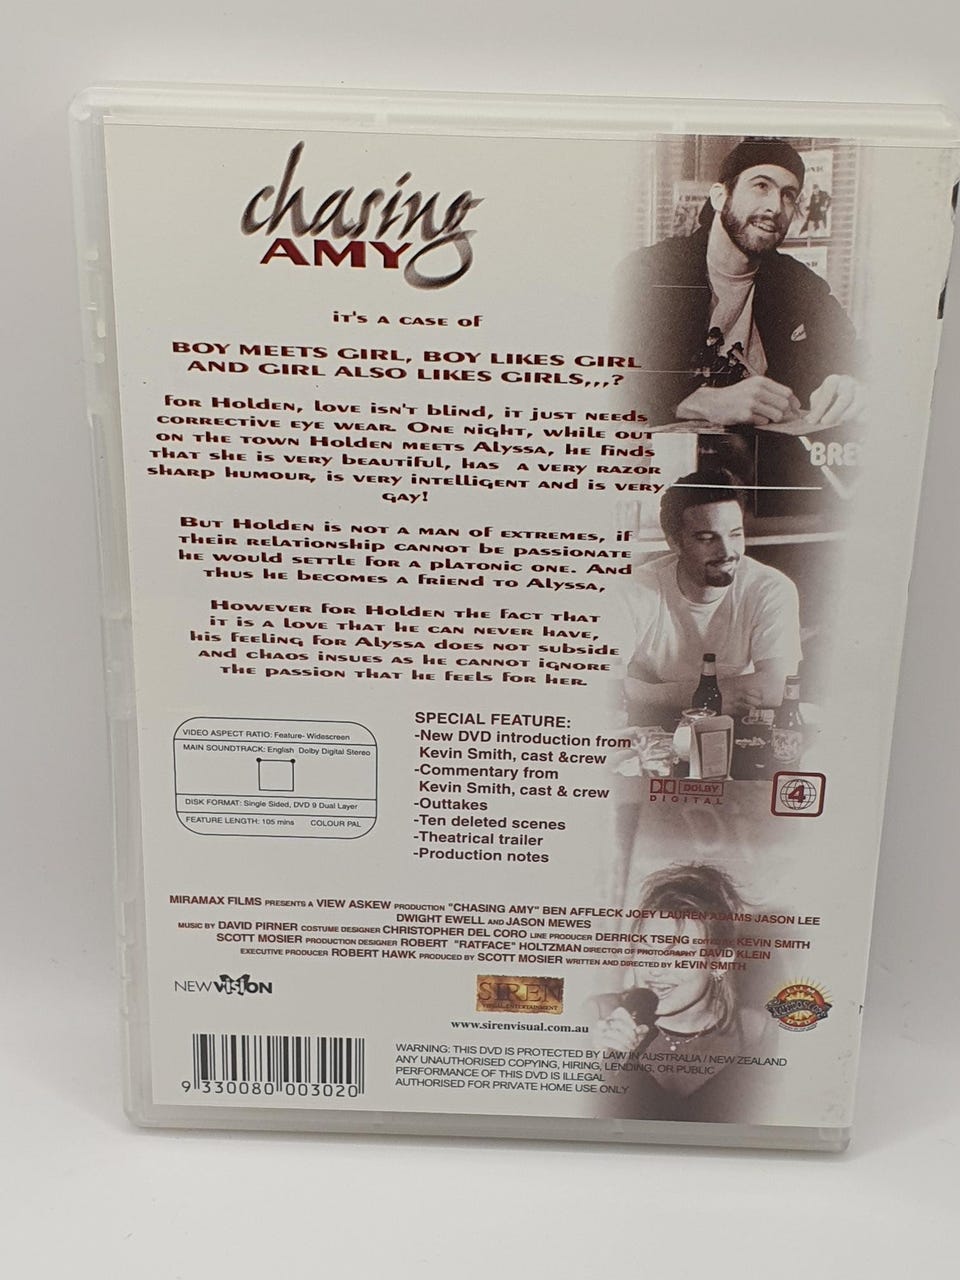 chasing
AMY
it's a case of
BOY MEETS GIRL, BOY LIKES GIRL
AND GIRL ALSO LIKES GIRLS,,,?
for Holden, love isn't blind, it just needs
corrective eye wear. One night, while out
on the town Holden meets Alyssa, he finds
that she is very beautiful, has a very razor
sharp humour, is very intelligent and is very
gay!
But Holden is not a man of extremes, if
their relationship cannot be passionate
he would settle for a platonic one. And
thus he becomes a friend to Alyssa,
However for Holden the fact that
it is a love that he can never have,
his feeling for Alyssa does not subside
and chaos insues as he cannot ignore
the passion that he feels for her.
BRE
VIDEO ASPECT RATIO: Feature- Widescreen
MAIN SOUNDTRACK: English Dolby Digital Stereo
DISK FORMAT: Single Sided, DVD 9 Dual Layer
FEATURE LENGTH: 105 mins COLOUR PAL
SPECIAL FEATURE:
-New DVD introduction from
Kevin Smith, cast &crew
-Commentary from
Kevin Smith, cast & crew
-Outtakes
-Ten deleted scenes
-Theatrical trailer
-Production notes
DOLBY
DIGITAL
4
MIRAMAX FILMS PRESENTS A VIEW ASKEW PRODUCTION "CHASING AMY" BEN AFFLECK JOEY LAUREN ADAMS JASON LEE
DWIGHT EWELL AND JASON MEWES
MUSIC BY DAVID PIRNER COSTUME DESIGNER CHRISTOPHER DEL CORO LINE PRODUCER DERRICK TSENG EDITED BY KEVIN SMITH
SCOTT MOSIER PRODUCTION DESIGNER ROBERT "RATFACE" HOLTZMAN DIRECTOR OF PHOTOGRAPHY DAVID KLEIN
EXECUTIVE PRODUCER ROBERT HAWK PRODUCED BY SCOTT MOSIER WRITTEN AND DIRECTED BY kEVIN SMITH
NEW VISION
SIREN
VISUAL ENTERTAINMENT
www.sirenvisual.com.au
9 330080 003020
WARNING: THIS DVD IS PROTECTED BY LAW IN AUSTRALIA / NEW ZEALAND
ANY UNAUTHORISED COPYING, HIRING, LENDING, OR PUBLIC
PERFORMANCE OF THIS DVD IS ILLEGAL
AUTHORISED FOR PRIVATE HOME USE ONLY